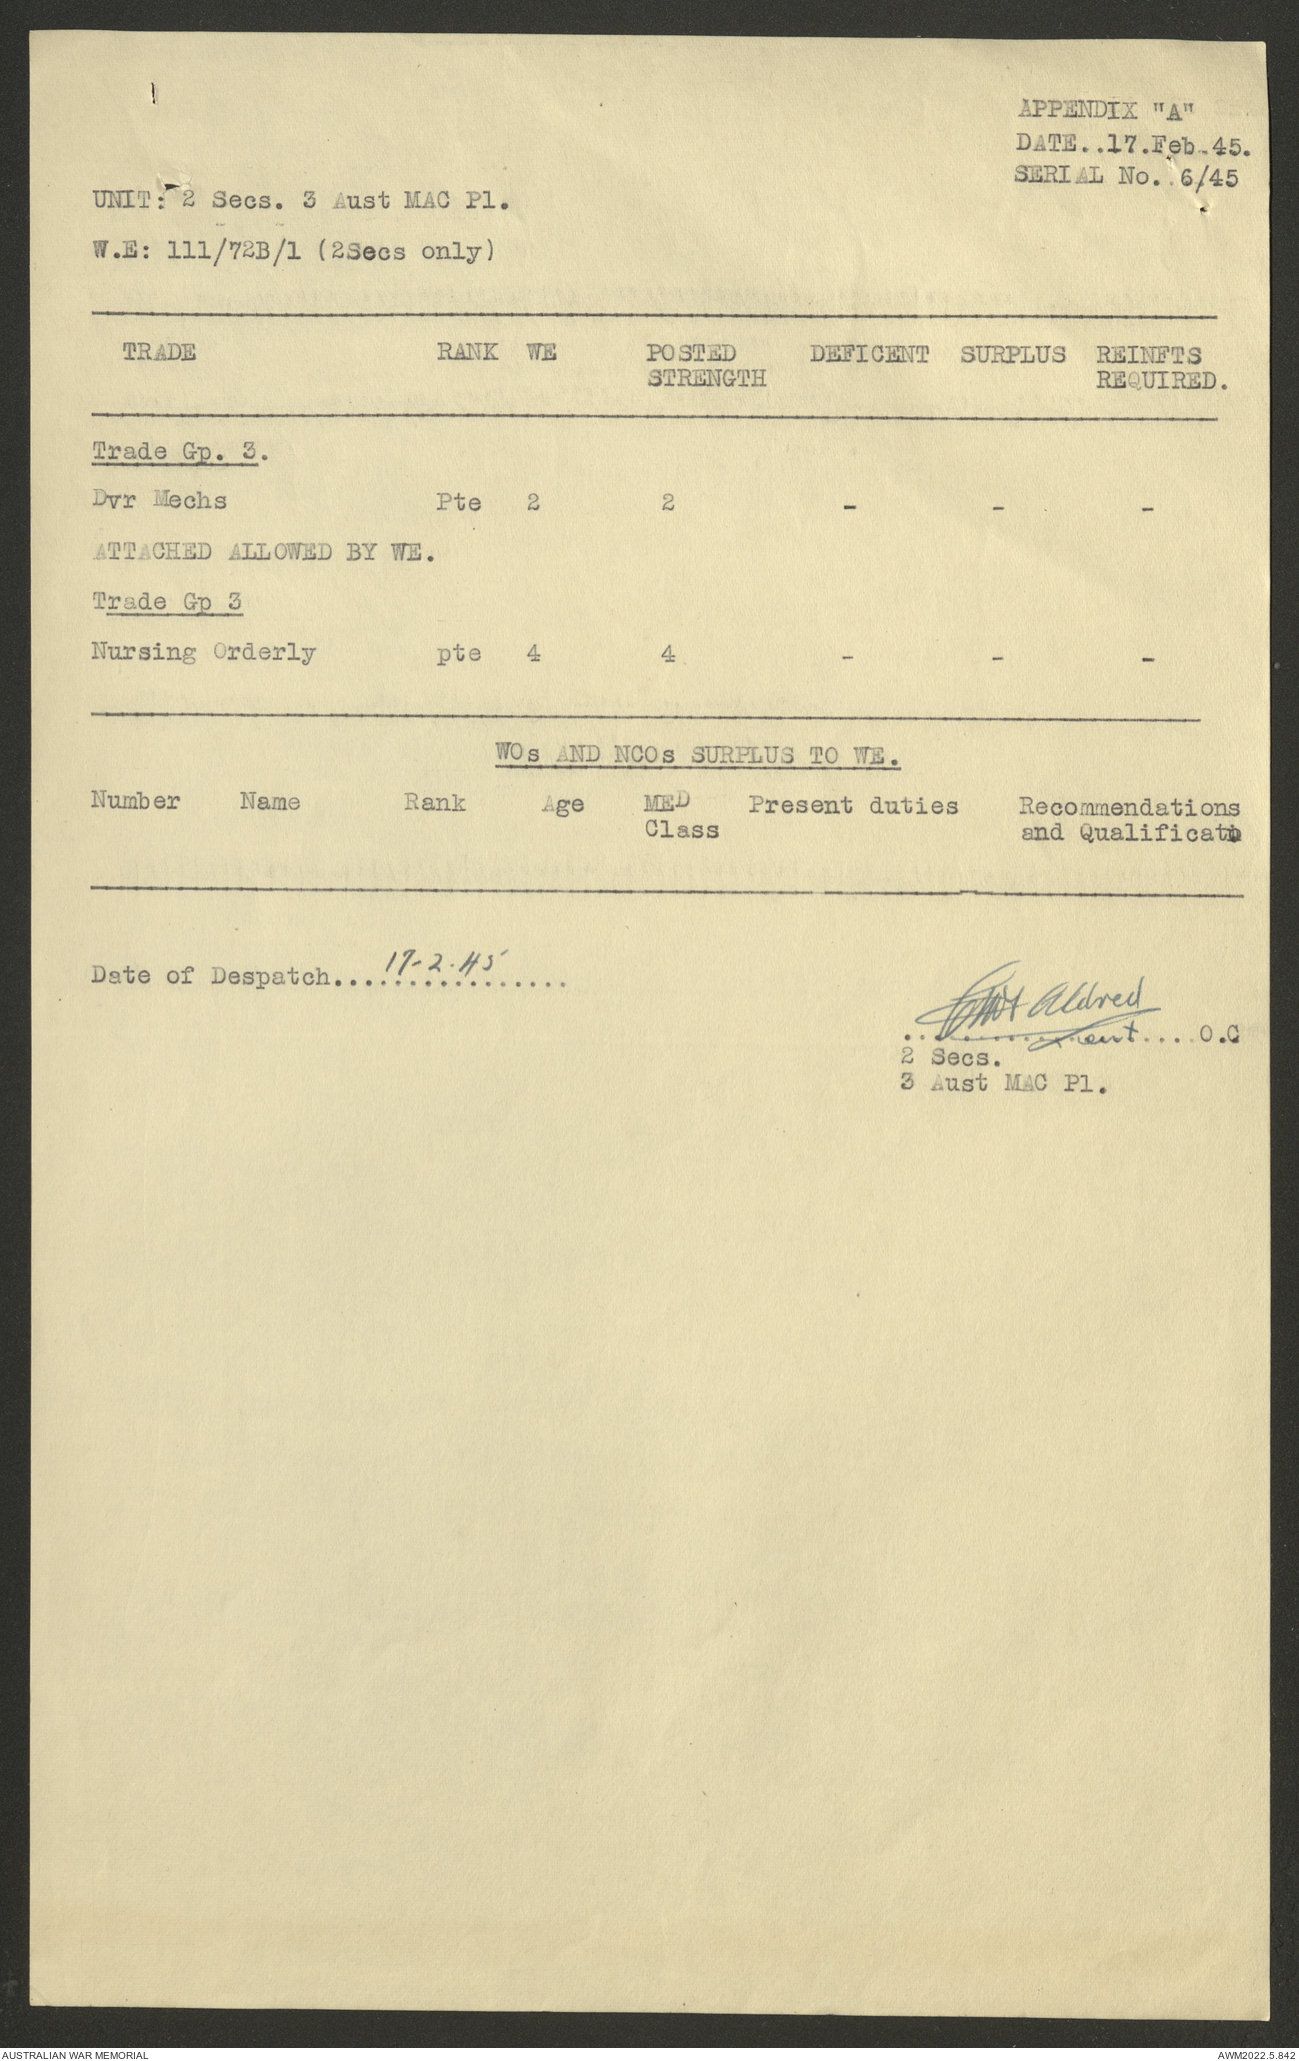 APPENDIX "A"
DATE..17.Feb.45.
SERIAL No..6/45
UNIT: 2 Secs. 3 Aust MAC Pl.
W.E: 111/72B/1 (2Secs only)
TRADE RANK WE POSTED STRENGTH DEFICENT SURPLUS REINFTS REQUIRED.
Trade Gp. 3.
Dvr Mechs Pte 2 2 - - -
ATTACHED ALLOWED BY WE.
Trade Gp 3
Nursing Orderly pte 4 4 - - -
WOs AND NCOs SURPLUS TO WE.
Number Name Rank Age MED Class Present duties Recommendations and Qualificatio
Date of Despatch....17-2-45
Aldred
Lieut....O.C
2 Secs.
3 Aust MAC Pl.
AUSTRALIAN WAR MEMORIAL
AWM2022.5.842